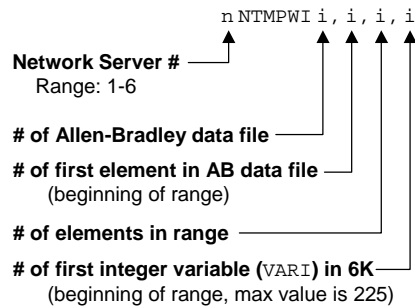 n NTMPWI i, i, i, i
Network Server #
Range: 1-6
# of Allen-Bradley data file
# of first element in AB data file
(beginning of range)
# of elements in range
# of first integer variable (VARI) in 6K
(beginning of range, max value is 225)